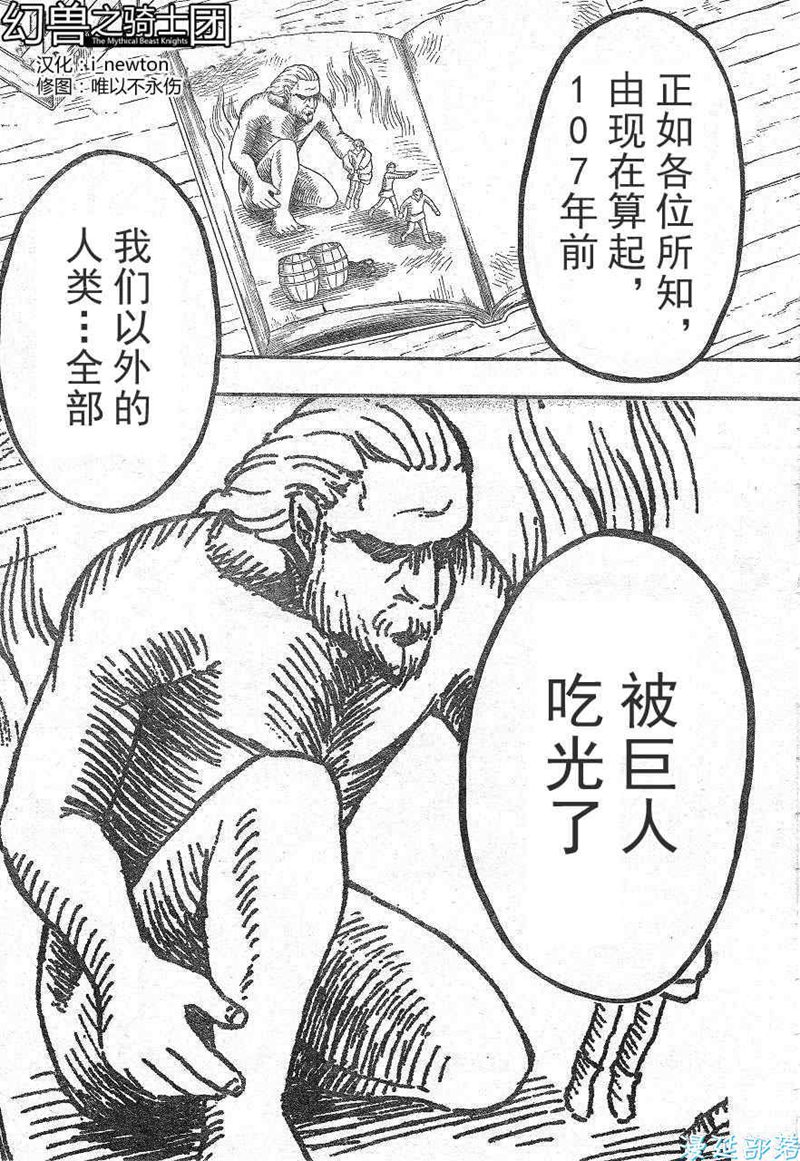 幻兽之骑士团
The Mythical Beast Knights
汉化：i_newton
修图：唯以不永伤
正如各位所知，
由现在算起，
107年前
我们以外的
人类…全部
被巨人
吃光了
漫延部落